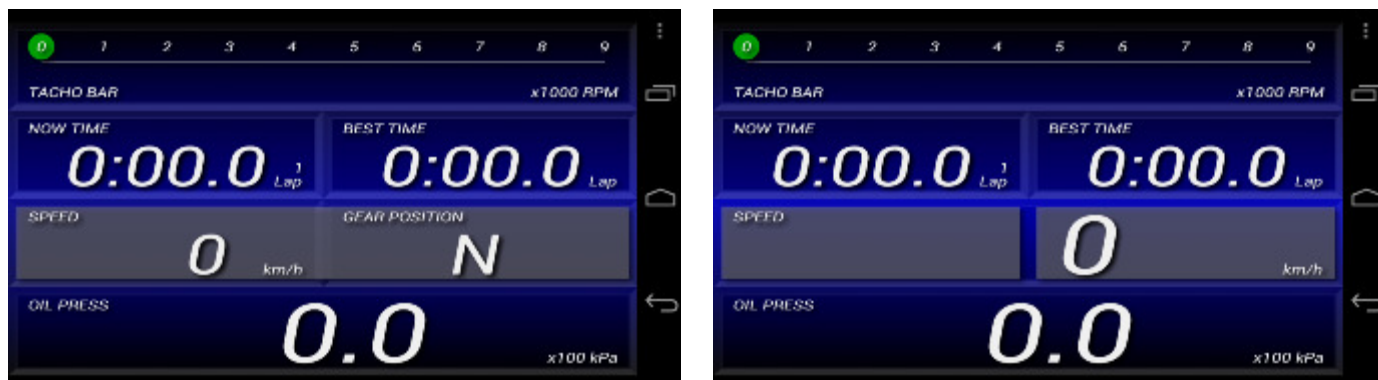 0 1 2 3 4 5 6 7 8 9
TACHO BAR x1000 RPM
NOW TIME BEST TIME
0:00.0 1 Lap 0:00.0 Lap
SPEED GEAR POSITION
0 km/h N
OIL PRESS
0.0 x100 kPa
0 1 2 3 4 5 6 7 8 9
TACHO BAR x1000 RPM
NOW TIME BEST TIME
0:00.0 1 Lap 0:00.0 Lap
SPEED
0 km/h
OIL PRESS
0.0 x100 kPa